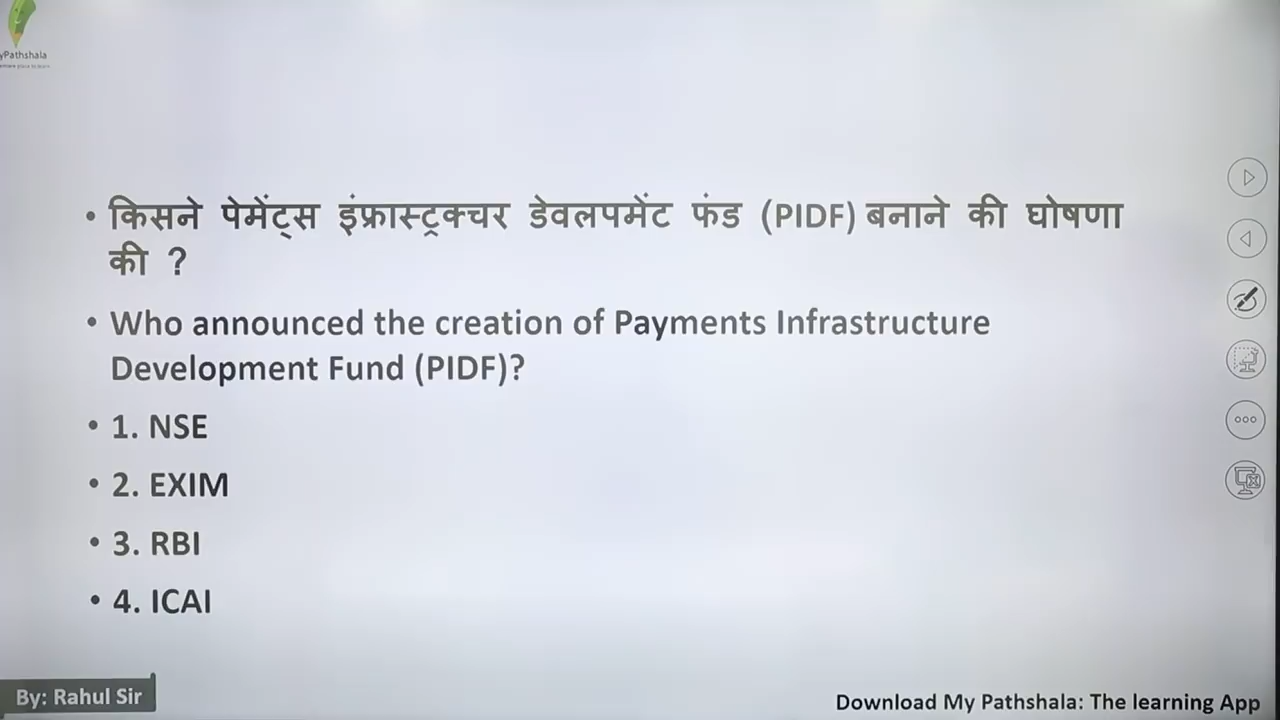 yPathshala
• किसने पेमेंट्स इंफ्रास्ट्रक्चर डेवलपमेंट फंड (PIDF) बनाने की घोषणा
की ?
• Who announced the creation of Payments Infrastructure
Development Fund (PIDF)?
• 1. NSE
• 2. EXIM
• 3. RBI
• 4. ICAI
By: Rahul Sir
Download My Pathshala: The learning App